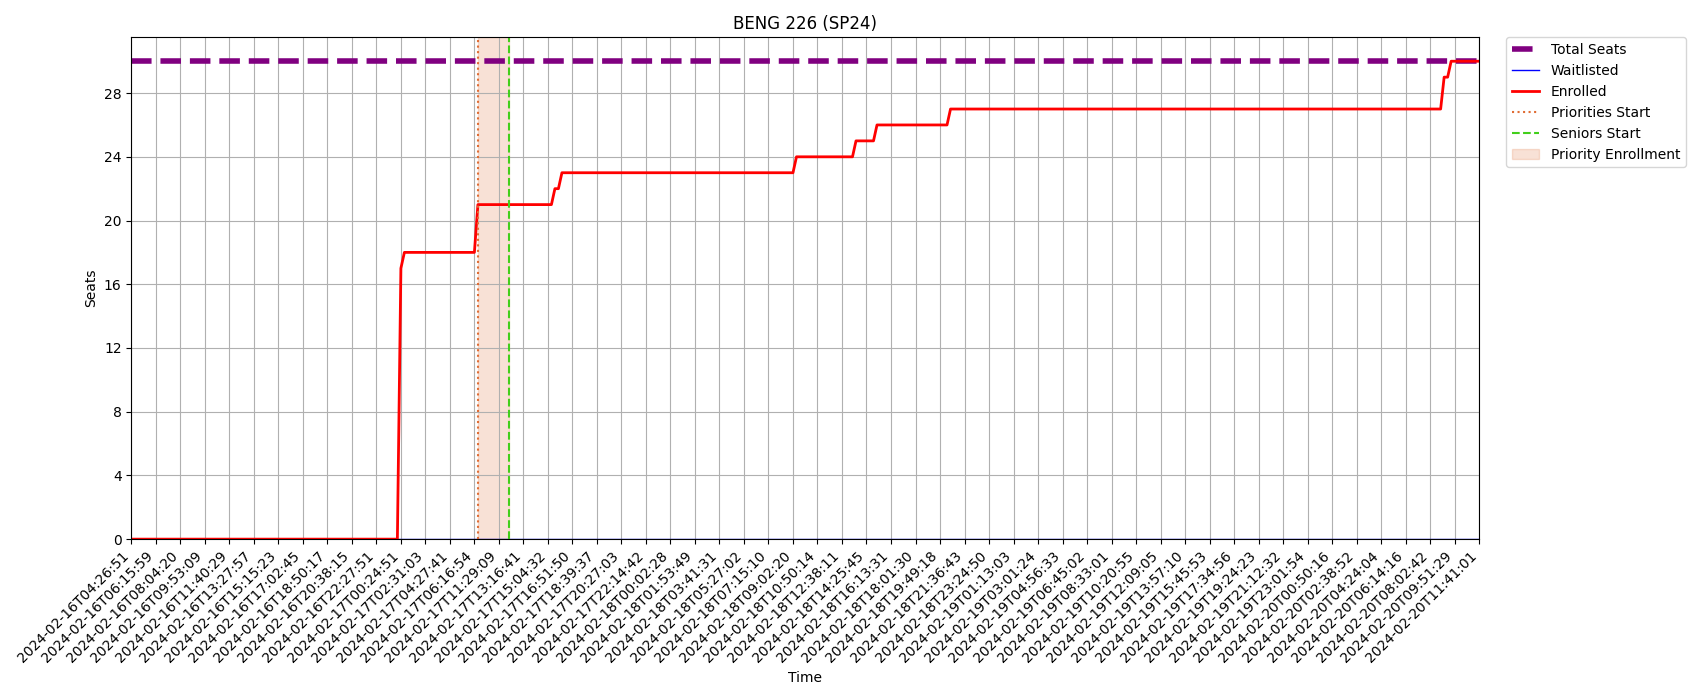 BENG 226 (SP24)
Total Seats
Waitlisted
Enrolled
Priorities Start
Seniors Start
Priority Enrollment
Seats
28
24
20
16
12
8
4
0
2024-02-16T04:26:51
2024-02-16T06:15:59
2024-02-16T08:04:20
2024-02-16T09:53:09
2024-02-16T11:40:29
2024-02-16T13:27:57
2024-02-16T15:15:23
2024-02-16T17:02:45
2024-02-16T18:50:17
2024-02-16T20:38:15
2024-02-16T22:27:51
2024-02-17T00:24:51
2024-02-17T02:31:03
2024-02-17T04:27:41
2024-02-17T06:16:54
2024-02-17T11:29:09
2024-02-17T13:16:41
2024-02-17T15:04:32
2024-02-17T16:51:50
2024-02-17T18:39:37
2024-02-17T20:27:03
2024-02-17T22:14:42
2024-02-18T00:02:28
2024-02-18T01:53:49
2024-02-18T03:41:31
2024-02-18T05:27:02
2024-02-18T07:15:10
2024-02-18T09:02:20
2024-02-18T10:50:14
2024-02-18T12:38:11
2024-02-18T14:25:45
2024-02-18T16:13:31
2024-02-18T18:01:30
2024-02-18T19:49:18
2024-02-18T21:36:43
2024-02-18T23:24:50
2024-02-19T01:13:03
2024-02-19T03:01:24
2024-02-19T04:56:33
2024-02-19T06:45:02
2024-02-19T08:33:01
2024-02-19T10:20:55
2024-02-19T12:09:05
2024-02-19T13:57:10
2024-02-19T15:45:53
2024-02-19T17:34:56
2024-02-19T19:24:23
2024-02-19T21:12:32
2024-02-19T23:01:54
2024-02-20T00:50:16
2024-02-20T02:38:52
2024-02-20T04:24:04
2024-02-20T06:14:16
2024-02-20T08:02:42
2024-02-20T09:51:29
2024-02-20T11:41:01
Time